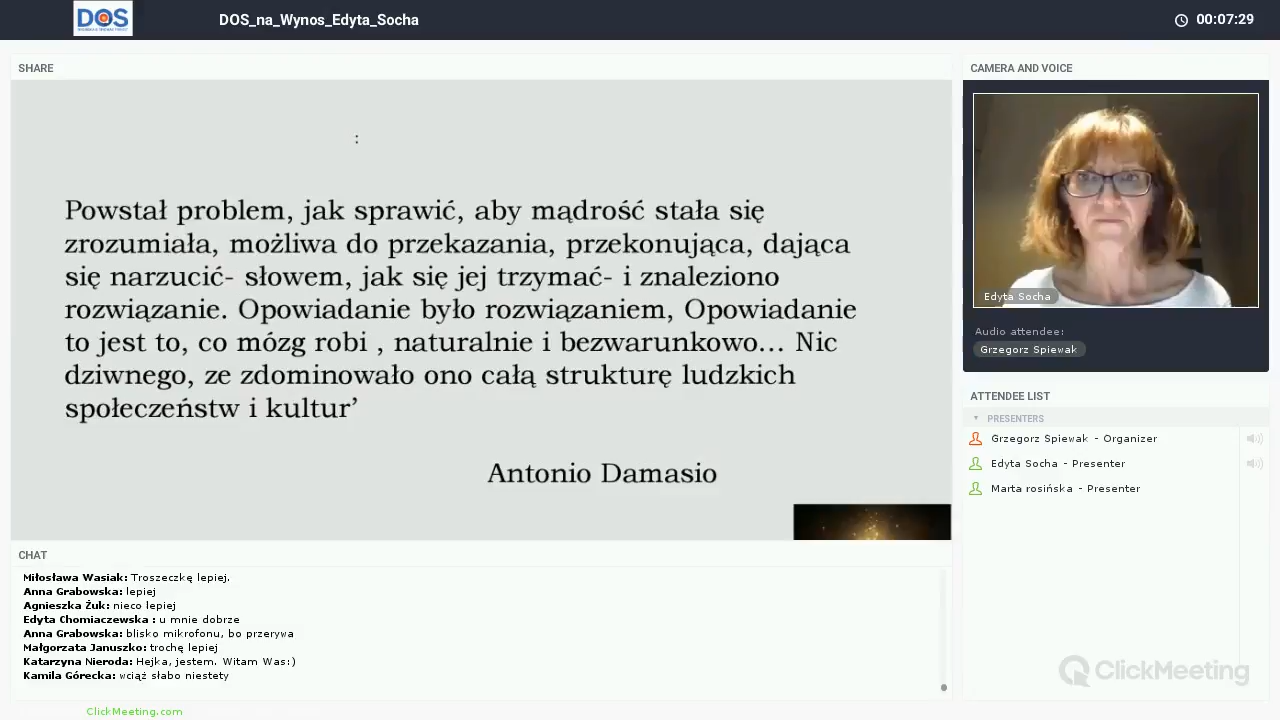 DOS
DOS_na_Wynos_Edyta_Socha
00:07:29
SHARE
:
Powstał problem, jak sprawić, aby mądrość stała się
zrozumiała, możliwa do przekazania, przekonująca, dająca
się narzucić- słowem, jak się jej trzymać- i znaleziono
rozwiązanie. Opowiadanie było rozwiązaniem, Opowiadanie
to jest to, co mózg robi , naturalnie i bezwarunkowo... Nic
dziwnego, ze zdominowało ono całą strukturę ludzkich
społeczeństw i kultur’
Antonio Damasio
CHAT
Miłosława Wasiak: Troszeczkę lepiej.
Anna Grabowska: lepiej
Agnieszka Żuk: nieco lepiej
Edyta Chomiaczewska : u mnie dobrze
Anna Grabowska: blisko mikrofonu, bo przerywa
Małgorzata Januszko: trochę lepiej
Katarzyna Nieroda: Hejka, jestem. Witam Was:)
Kamila Górecka: wciąż słabo niestety
ClickMeeting.com
CAMERA AND VOICE
Edyta Socha
Audio attendee:
Grzegorz Spiewak
ATTENDEE LIST
PRESENTERS
Grzegorz Spiewak - Organizer
Edyta Socha - Presenter
Marta rosińska - Presenter
ClickMeeting